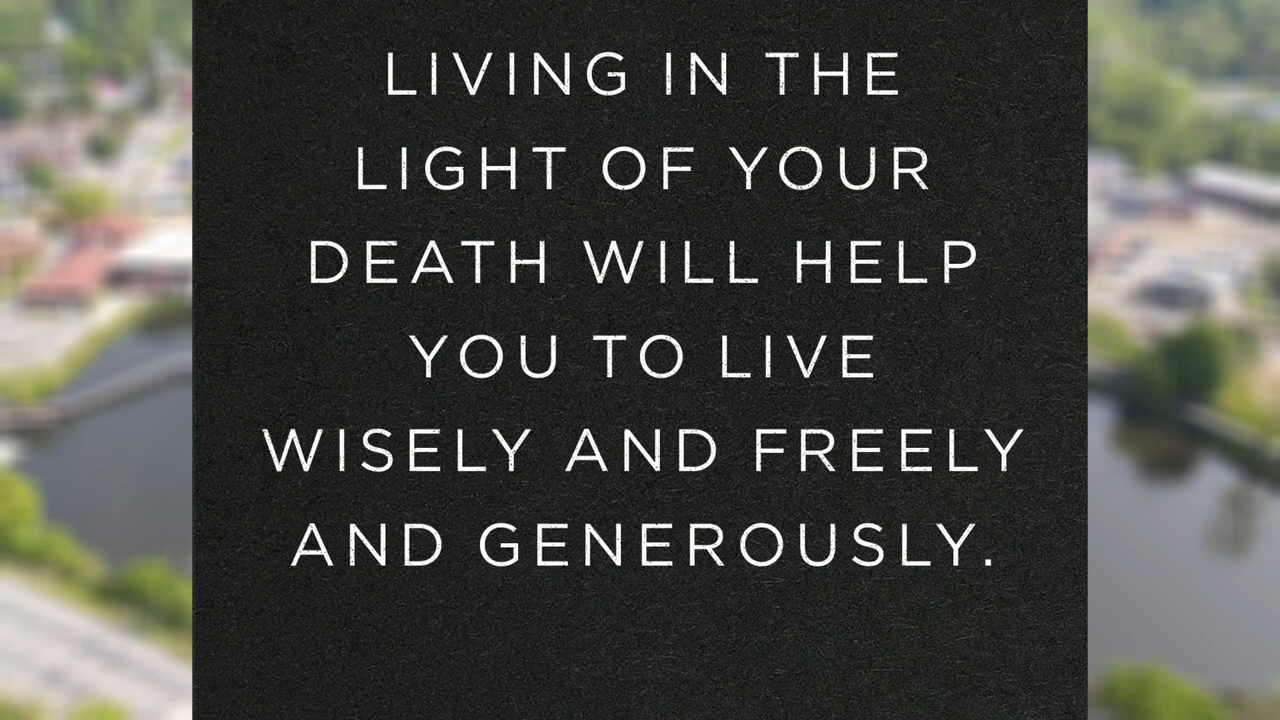 LIVING IN THE
LIGHT OF YOUR
DEATH WILL HELP
YOU TO LIVE
WISELY AND FREELY
AND GENEROUSLY.